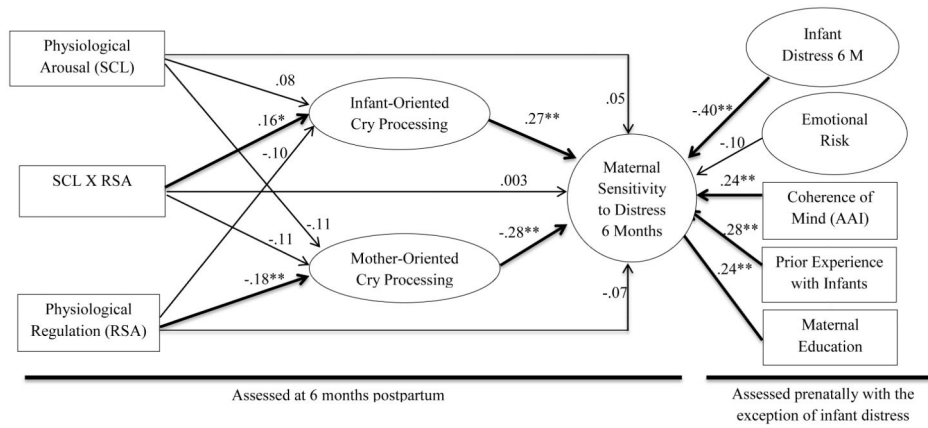 Physiological
Arousal (SCL)
SCL X RSA
Physiological
Regulation (RSA)
.08
.16*
-.10
-.11
-.11
-.18**
Infant-Oriented
Cry Processing
Mother-Oriented
Cry Processing
.27**
.003
-.28**
.05
-.07
Maternal
Sensitivity
to Distress
6 Months
-.40**
-.10
.24**
.28**
.24**
Infant
Distress 6 M
Emotional
Risk
Coherence of
Mind (AAI)
Prior Experience
with Infants
Maternal
Education
Assessed at 6 months postpartum
Assessed prenatally with the
exception of infant distress